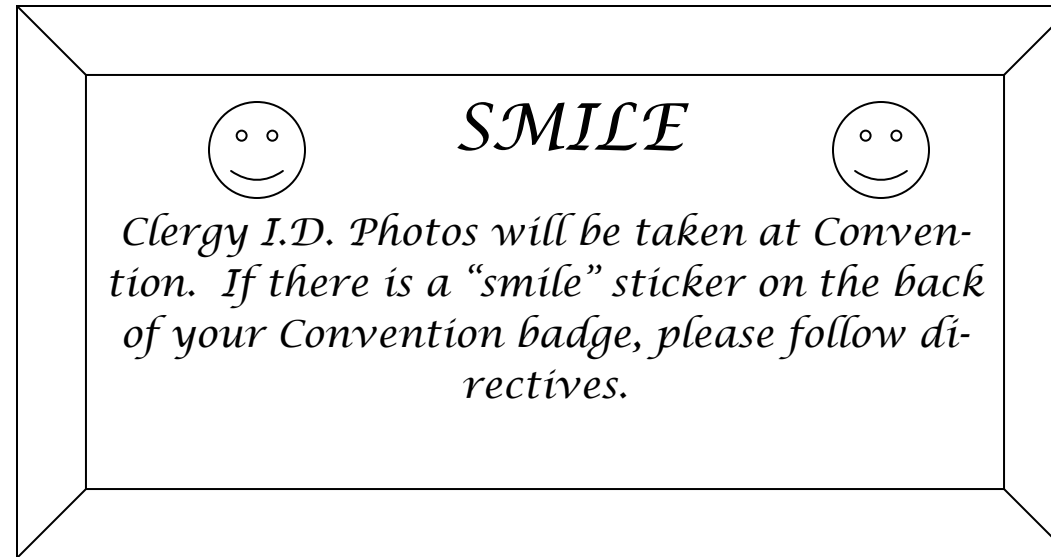 SMILE
Clergy I.D. Photos will be taken at Conven-
tion.  If there is a “smile” sticker on the back
of your Convention badge, please follow di-
rectives.